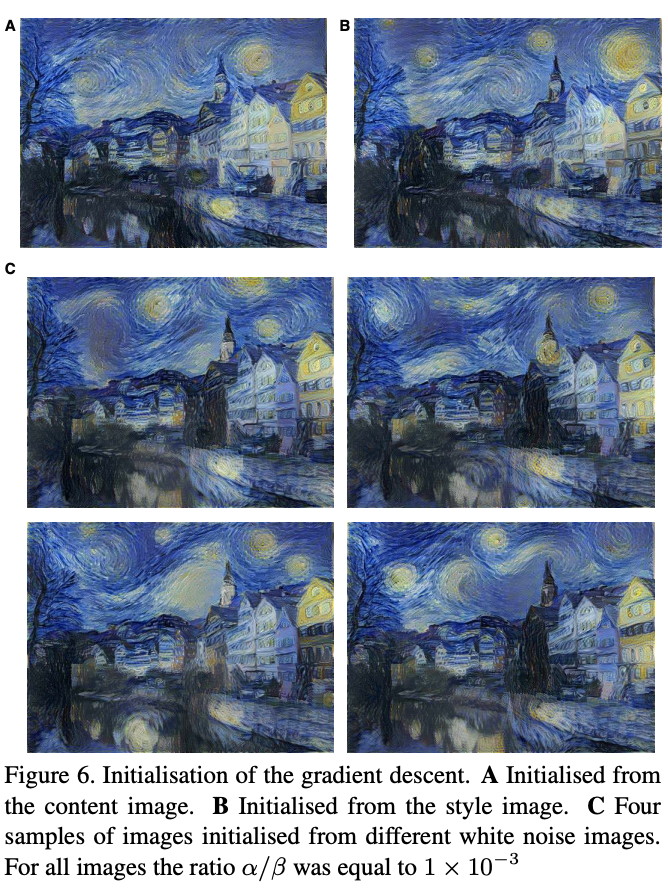 A
B
C
Figure 6. Initialisation of the gradient descent. A Initialised from
the content image. B Initialised from the style image. C Four
samples of images initialised from different white noise images.
For all images the ratio α/β was equal to 1 × 10⁻³